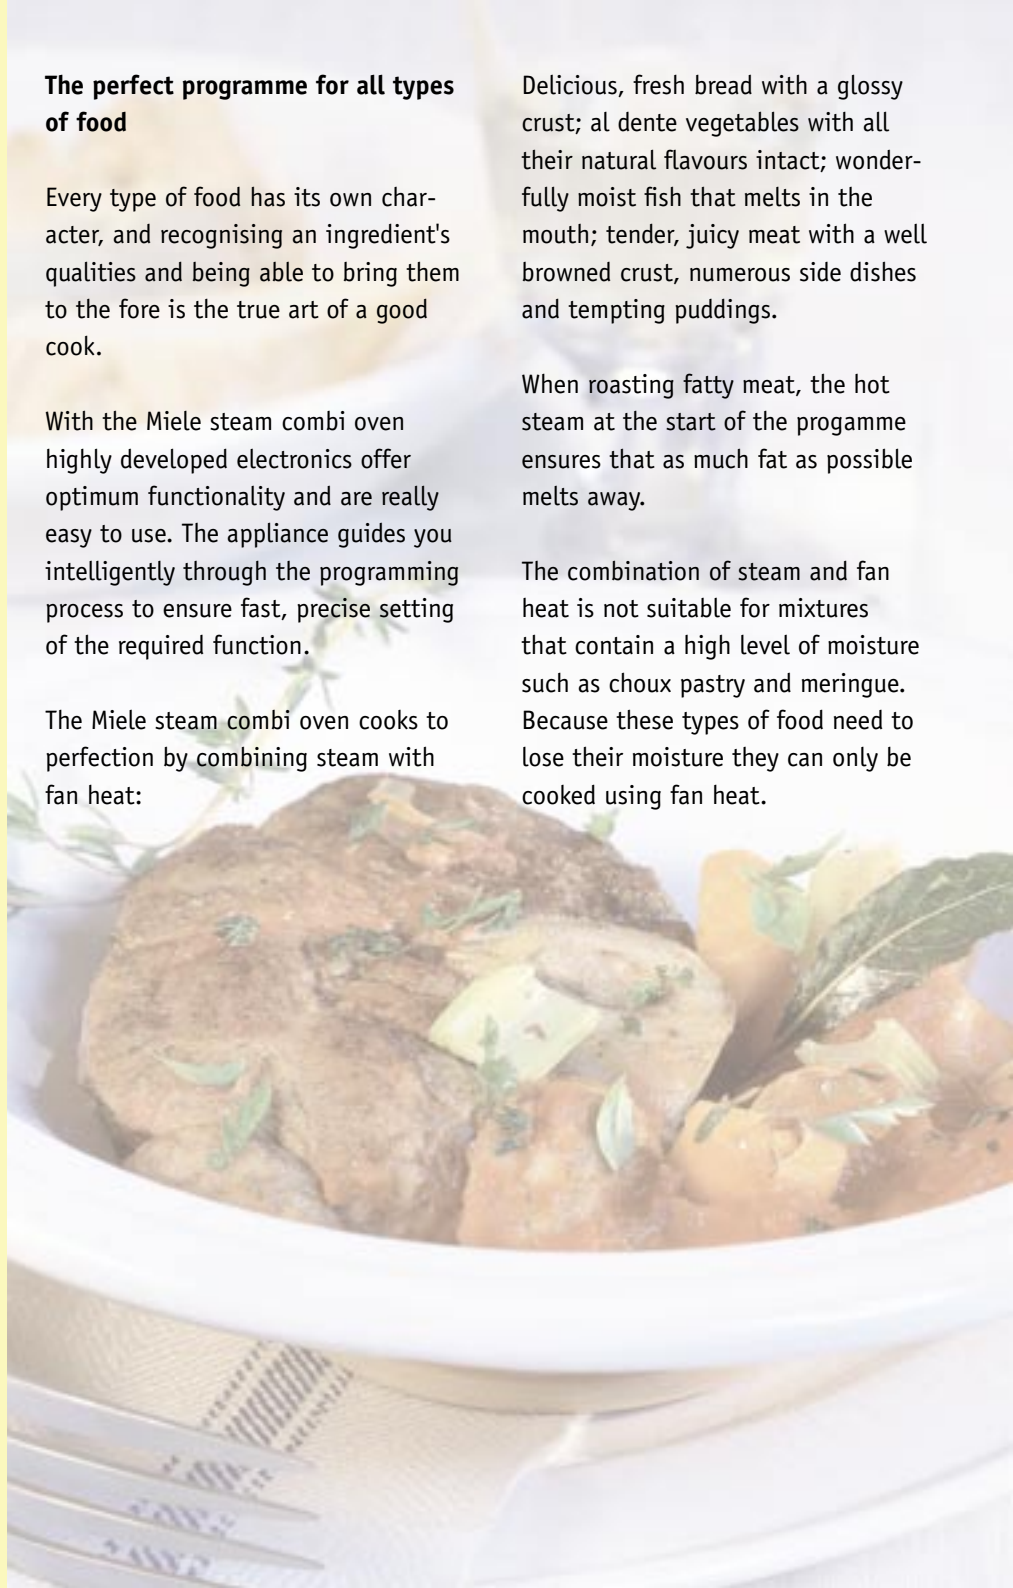 The perfect programme for all types
of food
Every type of food has its own char-
acter, and recognising an ingredient's
qualities and being able to bring them
to the fore is the true art of a good
cook.
With the Miele steam combi oven
highly developed electronics offer
optimum functionality and are really
easy to use. The appliance guides you
intelligently through the programming
process to ensure fast, precise setting
of the required function.
The Miele steam combi oven cooks to
perfection by combining steam with
fan heat:
Delicious, fresh bread with a glossy
crust; al dente vegetables with all
their natural flavours intact; wonder-
fully moist fish that melts in the
mouth; tender, juicy meat with a well
browned crust, numerous side dishes
and tempting puddings.
When roasting fatty meat, the hot
steam at the start of the progamme
ensures that as much fat as possible
melts away.
The combination of steam and fan
heat is not suitable for mixtures
that contain a high level of moisture
such as choux pastry and meringue.
Because these types of food need to
lose their moisture they can only be
cooked using fan heat.